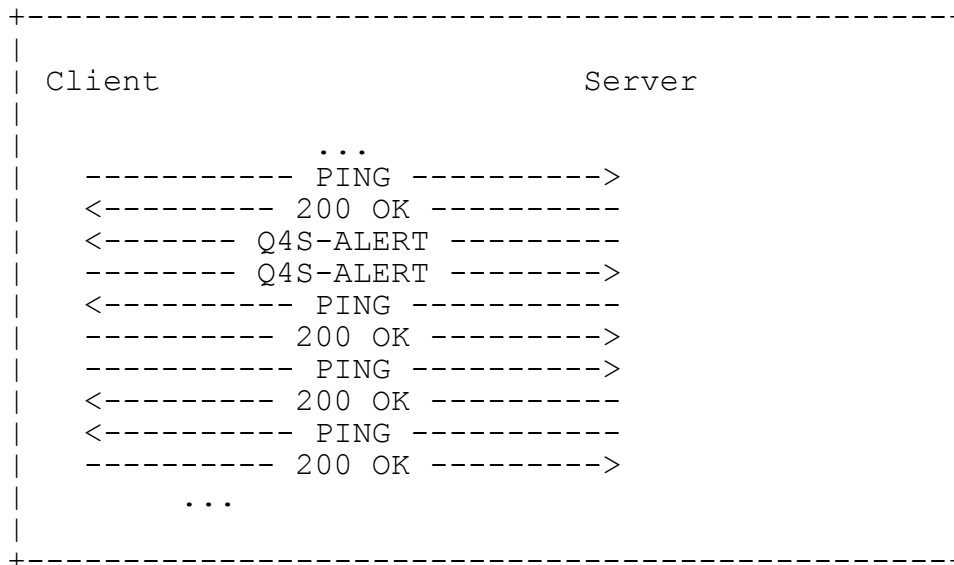 +------------------------------------------------
|
| Client                      Server
|
|              ...
|  ----------- PING ---------->
|  <--------- 200 OK ----------
|  <------- Q4S-ALERT ---------
|  -------- Q4S-ALERT -------->
|  <---------- PING -----------
|  ---------- 200 OK --------->
|  ----------- PING ---------->
|  <--------- 200 OK ----------
|  <---------- PING -----------
|  ---------- 200 OK --------->
|       ...
|
+------------------------------------------------